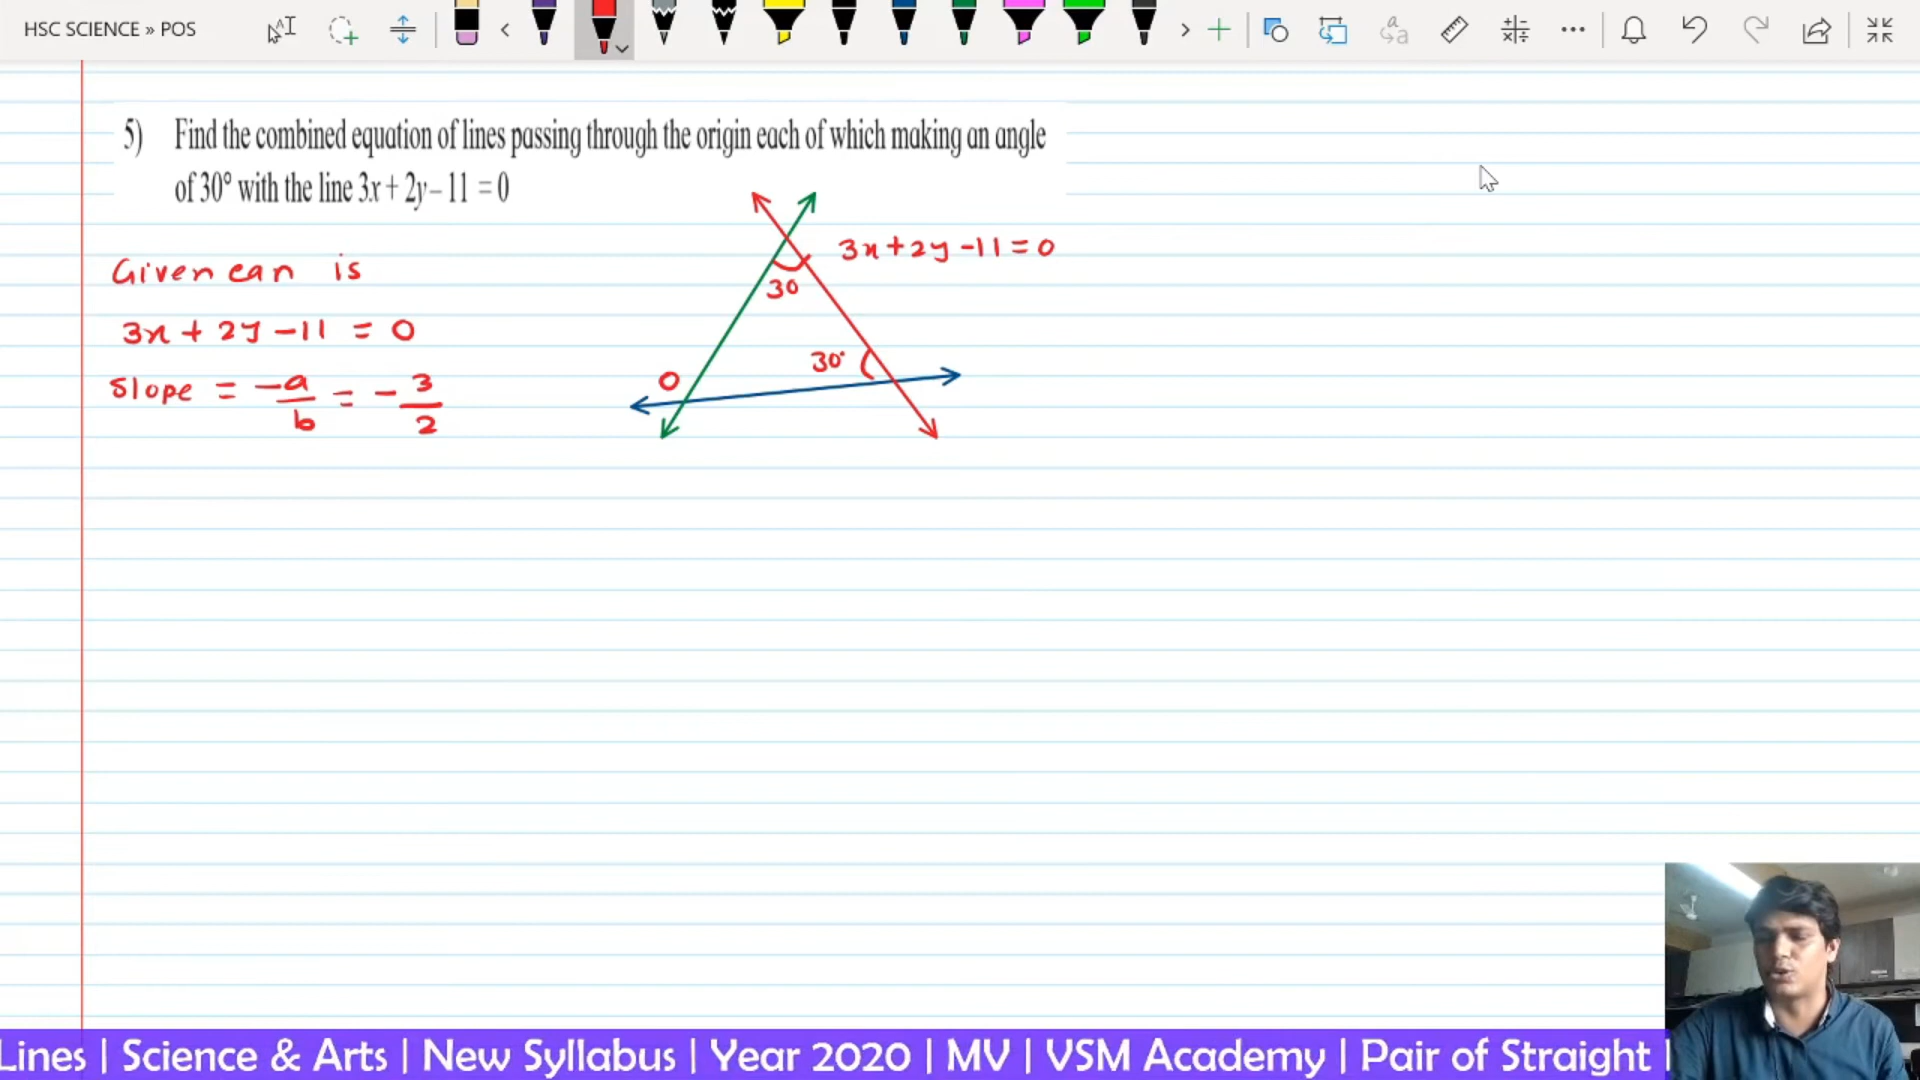 HSC SCIENCE » POS
5) Find the combined equation of lines passing through the origin each of which making an angle
of 30° with the line 3x + 2y – 11 = 0
3x+2y-11=0
30
Given eqn is
3x + 2y - 11 = 0
30°
Slope = -a/b = -3/2
O
Lines | Science & Arts | New Syllabus | Year 2020 | MV | VSM Academy | Pair of Straight